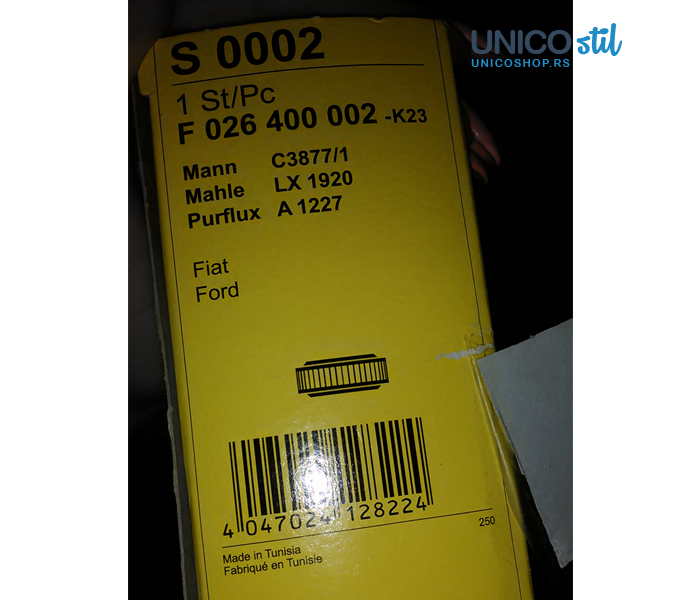 UNICO stil
UNICOSHOP.RS
S 0002
1 St/Pc
F 026 400 002 -K23
Mann C3877/1
Mahle LX 1920
Purflux A 1227
Fiat
Ford
4 047024 128224
250
Made in Tunisia
Fabriqué en Tunisie